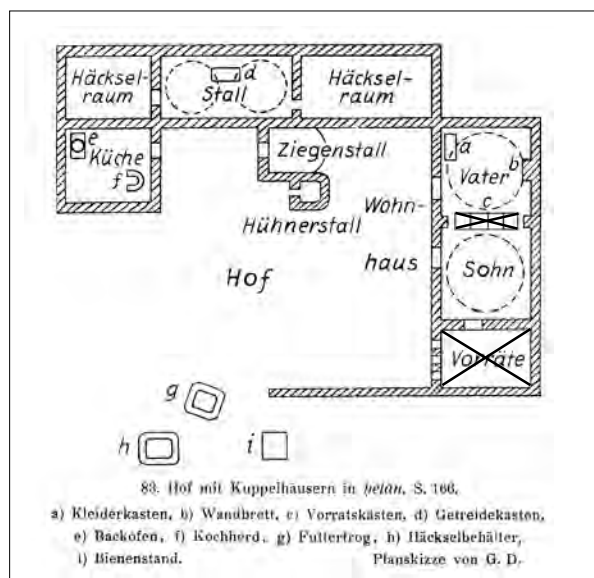 Häcksel-
raum
d
Stall
Häcksel-
raum
e
Küche
f
Ziegenstall
Hühnerstall
a
b
Vater
c
Wohn-
haus
Sohn
Hof
Vorräte
g
h
i
83. Hof mit Kuppelhäusern in S. 166.
a) Kleiderkasten, b) Wandbrett, c) Vorratskästen, d) Getreidekasten,
e) Backofen, f) Kochherd, g) Futtertrog, h) Häckselbehälter,
i) Bienenstand. Planskizze von G. D.